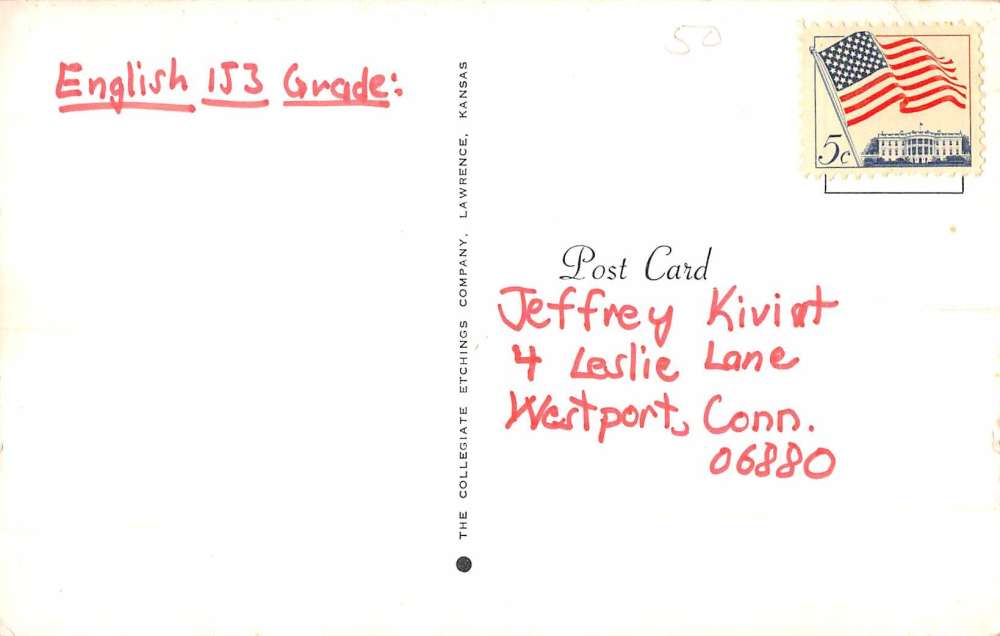 English 153 Grade:
50
5c
THE COLLEGIATE ETCHINGS COMPANY, LAWRENCE, KANSAS
Post Card
Jeffrey Kivist
4 Leslie Lane
Westport, Conn.
06880